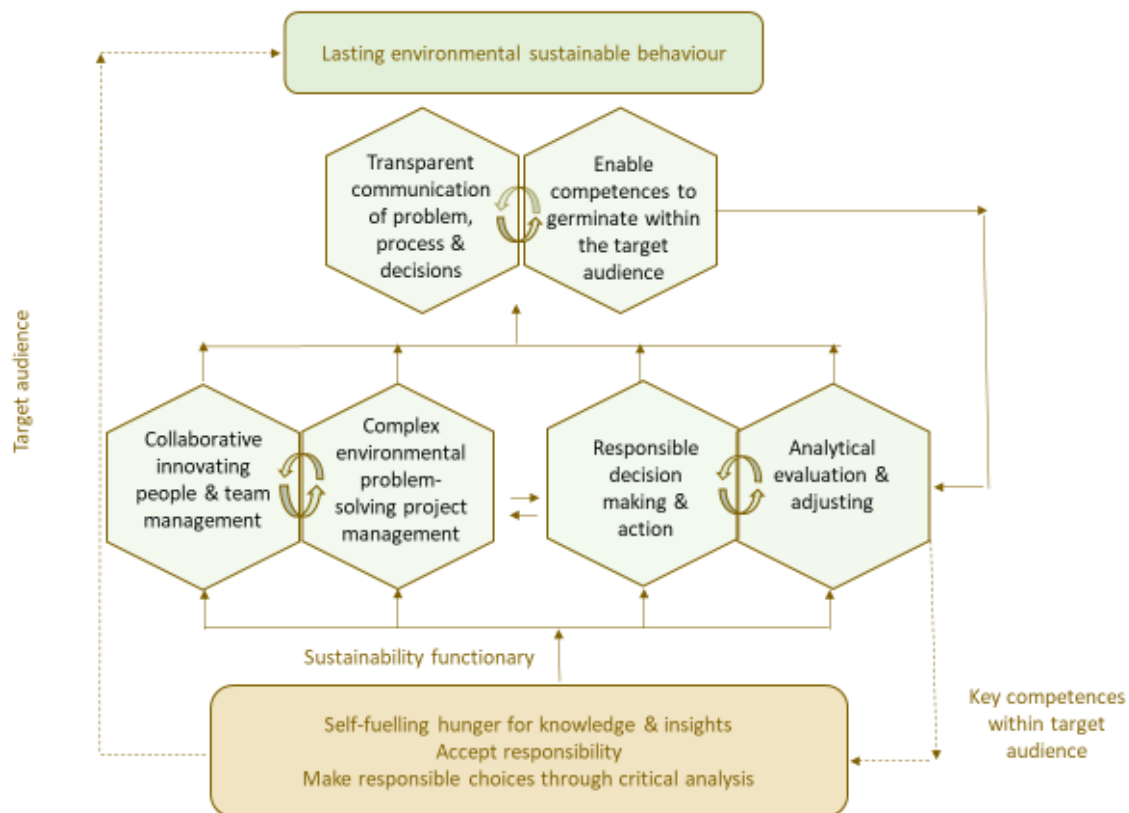 Lasting environmental sustainable behaviour
Transparent
communication
of problem,
process &
decisions
Enable
competences to
germinate within
the target
audience
Target audience
Collaborative
innovating
people & team
management
Complex
environmental
problem-
solving project
management
Responsible
decision
making &
action
Analytical
evaluation &
adjusting
Sustainability functionary
Self-fuelling hunger for knowledge & insights
Accept responsibility
Make responsible choices through critical analysis
Key competences
within target
audience